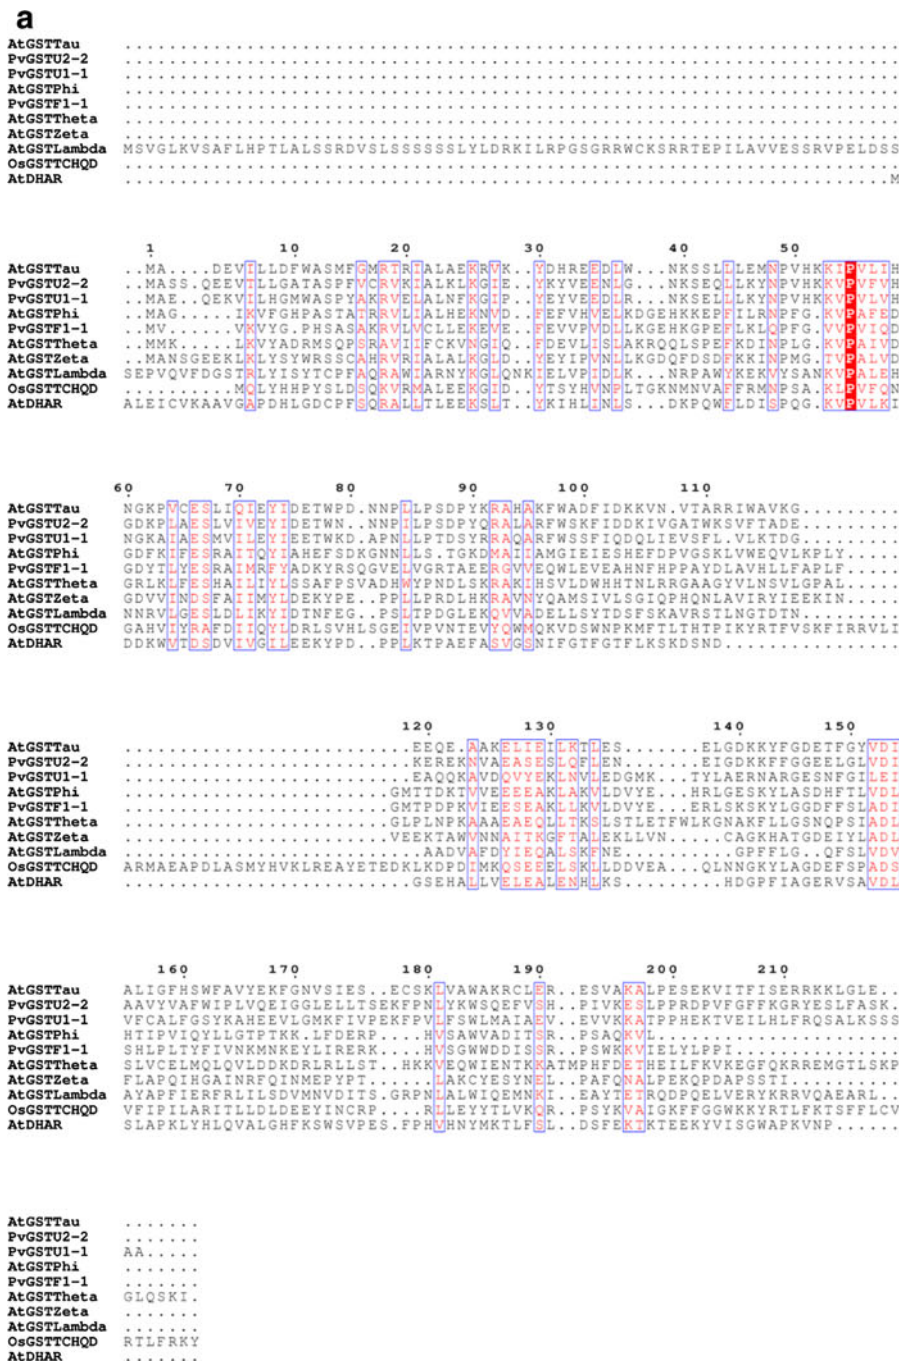 a
AtGSTTau ......................................................................
PvGSTU2-2 ......................................................................
PvGSTU1-1 ......................................................................
AtGSTPhi ......................................................................
PvGSTF1-1 ......................................................................
AtGSTTheta ......................................................................
AtGSTZeta ......................................................................
AtGSTLambda MSVGLKVSAFLHPTLALSSRDVSLSSSSSSSLYLDRKILRPGSGRRWCKSRRTEPILAVVESSRVPELDSS
OsGSTTCHQD ......................................................................
AtDHAR .....................................................................M
1 10 20 30 40 50
AtGSTTau ..MA....DEVILLDFWASMFGMRTRIALAEKRVK..YDHREEDLW...NKSSLLLEMNPVHKKIPVLIH
PvGSTU2-2 ..MASS.QEEVTLLGATASPFVCRVKIALKLKGIE..YKYVEENLG...NKSEQLLKYNPVHKKVPVFVH
PvGSTU1-1 ..MAE..QEKVILHGMWASPYAKRVELALNFKGIP..YEYVEEDLR...NKSELLLKYNPVHKKVPVLVH
AtGSTPhi ..MAG.....IKVFGHPASTATRRVLIALHEKNVD..FEFVHVELKDGEHKKEPFILRNPFG.KVPAFED
PvGSTF1-1 ..MV......VKVYG.PHSASAKRVLVCLLEKEVE..FEVVPVDLLKGEHKGPEFLKLQPFG.VVPVIQD
AtGSTTheta ..MMK.....LKVYADRMSQPSRAVIIFCKVNGIQ..FDEVLISLAKRQQLSPEFKDINPLG.KVPAIVD
AtGSTZeta ..MANSGEEKLKLYSYWRSSCAHRVRIALALKGLD..YEYIPVNLLKGDQFDSDFKKINPMG.TVPALVD
AtGSTLambda SEPVQVFDGSTRLYISYTCPFAQRAWIARNYKGLQNKIELVPIDLK...NRPAWYKEKVYSANKVPALEH
OsGSTTCHQD .........MQLYHHPYSLDSQKVRMALEEKGID..YTSYHVNPLTGKNMNVAFFRMNPSA.KLPVFQN
AtDHAR ALEICVKAAVGAPDHLGDCPFSQRALLTLEEKSLT..YKIHLINLS...DKPQWFLDISPQG.KVPVLKI
60 70 80 90 100 110
AtGSTTau NGKPVCESLIQIEYIDETWPD.NNPLLPSDPYKRAHAKFWADFIDKKVN.VTARRIWAVKG.........
PvGSTU2-2 GDKPLAESLVIVEYIDETWN..NNPILPSDPYQRALARFWSKFIDDKIVGATWKSVFTADE.........
PvGSTU1-1 NGKAIAESMVILEYIEETWKD.APNLLPTDSYRRAQARFWSSFIQDQLIEVSFL.VLKTDG.........
AtGSTPhi GDFKIFESRAITQYIAHEFSDKGNNLLS.TGKDMAIIAMGIEIESHEFDPVGSKLVWEQVLKPLY.....
PvGSTF1-1 GDYTLYESRAIMRFYADKYRSQGVELVGRTAEERGVVEQWLEVEAHNFHPPAYDLAVHLLFAPLF.....
AtGSTTheta GRLKLFESHAILIYLSSAFPSVADHWYPNDLSKRAKIHSVLDWHHTNLRRGAAGYVLNSVLGPAL.....
AtGSTZeta GDVVINDSFAIIMYLDEKYPE..PPLLPRDLHKRAVNYQAMSIVLSGIQPHQNLAVIRYIEEKIN.....
AtGSTLambda NNRVLGESLDLIKYIDTNFEG..PSLTPDGLEKQVVADELLSYTDSFSKAVRSTLNGTDTN.........
OsGSTTCHQD GAHVIYRAFDIIQYLDRLSVHLSGEIVPVNTEVYQWMQKVDSWNPKMFTLTHTPIKYRTFVSKFIRRVLI
AtDHAR DDKWVTDSDVIVGILEEKYPD..PPLKTPAEFASVGSNIFGTFGTFLKSKDSND................
120 130 140 150
AtGSTTau ..........................EEQE.AAKELIEILKTLES.......ELGDKKYFGDETFGYVDI
PvGSTU2-2 ..........................KEREKNVAEASESLQFLEN.......EIGDKKFFGGEELGLVDI
PvGSTU1-1 ..........................EAQQKAVDQVYEKLNVLEDGMK....TYLAERNARGESNFGILEI
AtGSTPhi ........................GMTTDKTVVEEEEAKLAKVLDVYE...HRLGESKYLASDHFTLVDL
PvGSTF1-1 ........................GMTPDPKVIEESEAKLLKVLDVYE...ERLSKSKYLGGDFFSLADI
AtGSTTheta ........................GLPLNPKAAAEAEQLLTKSLSTLETFWLKGNAKFLLGSNQPSIADL
AtGSTZeta ........................VEEKTAWVNNAITKGFTALEKLLVN....CAGKHATGDEIYLADL
AtGSTLambda ..........................AADVAFDYIEQALSKFNE.........GPFFLG..QFSLVDV
OsGSTTCHQD ARMAEAPDLASMYHVKLREAYETEDKLKDPDIMKQSEEELSKLLDDVEA..QLNNGKYLAGDEFSPADS
AtDHAR ..........................GSEHALLVELEALENHLKS.......HDGPFIAGERVSAVDL
160 170 180 190 200 210
AtGSTTau ALIGFHSWFAVYEKFGNVSIES..ECSKLVAWAKRCLER..ESVAKALPESEKVITFISERRKKLGLE..
PvGSTU2-2 AAVYVAFWIPLVQEIGGLELLTSEKFPNLYKWSQEFVSH..PIVKESLPPRDPVFGFFKGRYESLFASK.
PvGSTU1-1 VFCALFGSYKAHEEVLGMKFIVPEKFPVLFSWLMAIAEV..EVVKKATPPHEKTVEILHLFRQSALKSSS
AtGSTPhi HTIPVIQYLLGTPTKK.LFDERP....HVSAWVADITSR..PSAQKVL......................
PvGSTF1-1 SHLPLTYFIVNKMNKEYLIRERK....HVSGWWDDISSR..PSWKKVIELYLPPI...............
AtGSTTheta SLVCELMQLQVLDDKDRLRLLST..HKKVEQWIENTKKATMPHFDETHEILFKVKEGFQKRREMGTLSKP
AtGSTZeta FLAPQIHGAINRFQINMEPYPT.....LAKCYESYNEL..PAFQNALPEKQPDAPSSTI...........
AtGSTLambda AYAPFIERFRLILSDVMNVDITS.GRPNLALWIQEMNKI..EAYTETRQDPQELVERYKRRVQAEARL..
OsGSTTCHQD VFIPILARITLLDLDEEYINCRP....RLLEYYTLVKQR..PSYKVAIGKFFGGWKKYRTLFKTSFFLCV
AtDHAR SLAPKLYHLQVALGHFKSWSVPES.FPHVHNYMKTLFS.L.DSFEKTKTEEKYVISGWAPKVNP......
AtGSTTau .......
PvGSTU2-2 .......
PvGSTU1-1 AA.....
AtGSTPhi .......
PvGSTF1-1 .......
AtGSTTheta GLQSKI.
AtGSTZeta .......
AtGSTLambda .......
OsGSTTCHQD RTLFRKY
AtDHAR .......